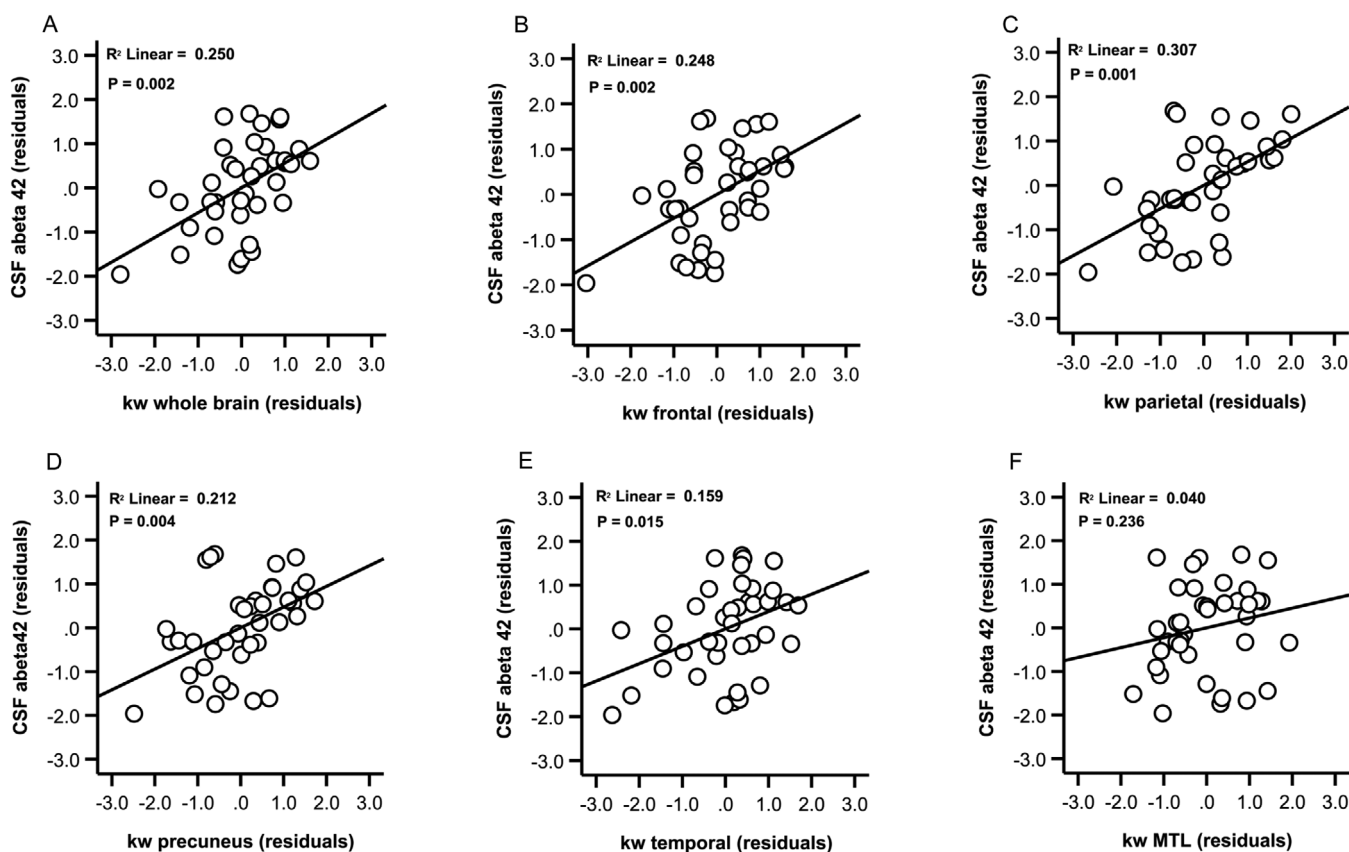 A
R² Linear = 0.250
P = 0.002
CSF abeta 42 (residuals)
3.0
2.0
1.0
.0
-1.0
-2.0
-3.0
-3.0 -2.0 -1.0 .0 1.0 2.0 3.0
kw whole brain (residuals)
B
R² Linear = 0.248
P = 0.002
CSF abeta 42 (residuals)
3.0
2.0
1.0
.0
-1.0
-2.0
-3.0
-3.0 -2.0 -1.0 .0 1.0 2.0 3.0
kw frontal (residuals)
C
R² Linear = 0.307
P = 0.001
CSF abeta 42 (residuals)
3.0
2.0
1.0
.0
-1.0
-2.0
-3.0
-3.0 -2.0 -1.0 .0 1.0 2.0 3.0
kw parietal (residuals)
D
R² Linear = 0.212
P = 0.004
CSF abeta42 (residuals)
3.0
2.0
1.0
.0
-1.0
-2.0
-3.0
-3.0 -2.0 -1.0 .0 1.0 2.0 3.0
kw precuneus (residuals)
E
R² Linear = 0.159
P = 0.015
CSF abeta 42 (residuals)
3.0
2.0
1.0
.0
-1.0
-2.0
-3.0
-3.0 -2.0 -1.0 .0 1.0 2.0 3.0
kw temporal (residuals)
F
R² Linear = 0.040
P = 0.236
CSF abeta 42 (residuals)
3.0
2.0
1.0
.0
-1.0
-2.0
-3.0
-3.0 -2.0 -1.0 .0 1.0 2.0 3.0
kw MTL (residuals)